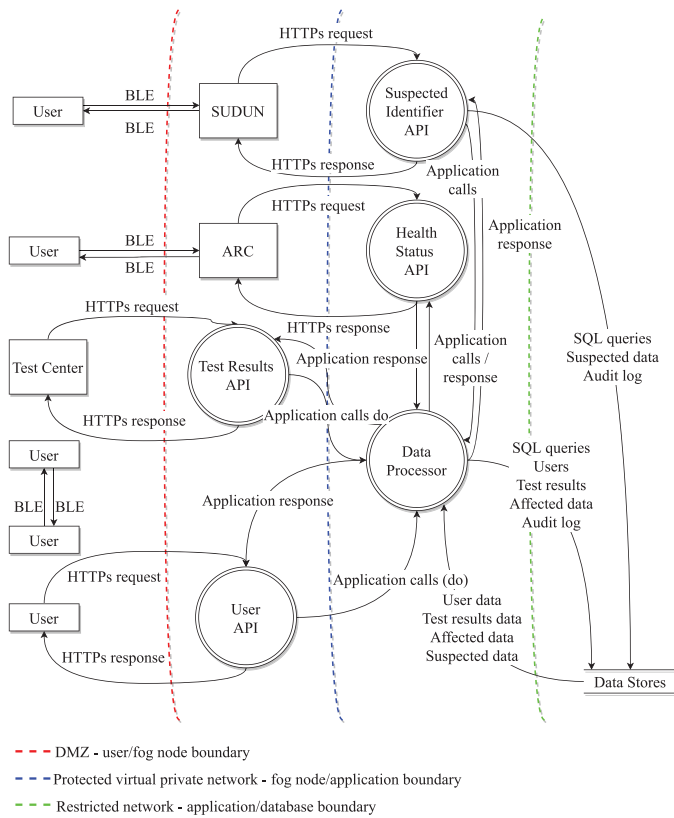 HTTPs request
User
BLE
BLE
SUDUN
Suspected
Identifier
API
HTTPs response
Application
calls
HTTPs request
Application
response
User
BLE
BLE
ARC
Health
Status
API
HTTPs request
HTTPs response
Application response
Application
calls /
response
SQL queries
Suspected data
Audit log
Test Center
Test Results
API
HTTPs response
Application calls do
User
BLE
BLE
User
Data
Processor
SQL queries
Users
Test results
Affected data
Audit log
Application response
HTTPs request
Application calls (do)
User
User
API
HTTPs response
User data
Test results data
Affected data
Suspected data
Data Stores
DMZ - user/fog node boundary
Protected virtual private network - fog node/application boundary
Restricted network - application/database boundary